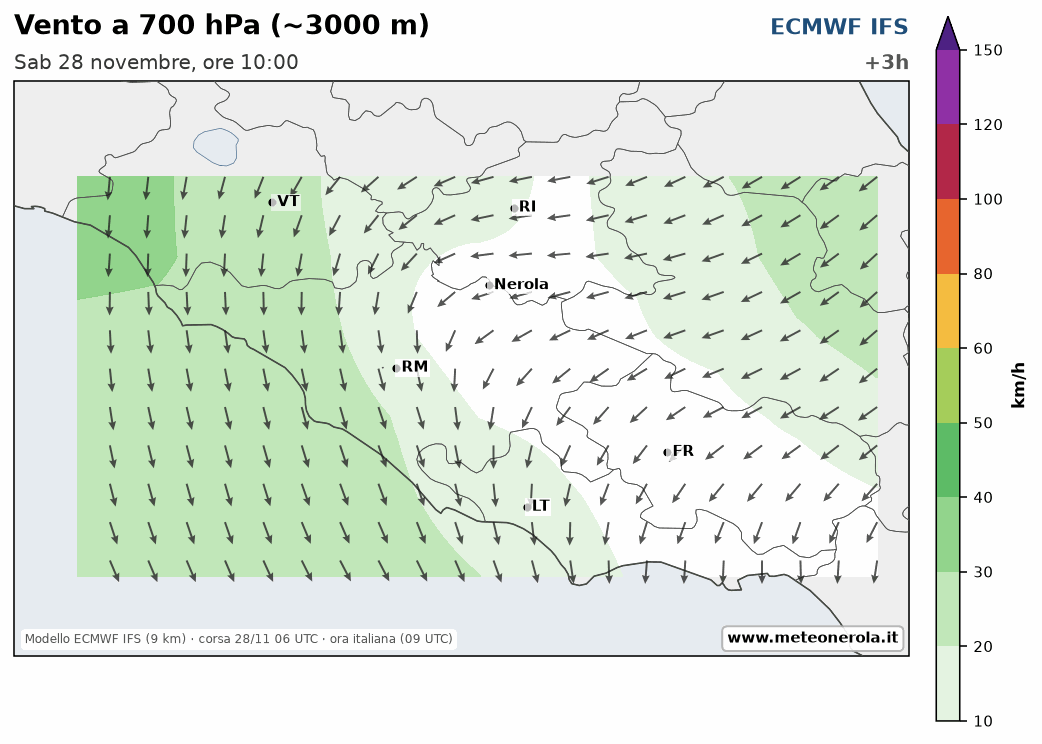 Vento a 700 hPa (~3000 m)
ECMWF IFS
Sab 28 novembre, ore 10:00
+3h
VT
RI
Nerola
RM
FR
LT
150
120
100
80
60
50
40
30
20
10
km/h
Modello ECMWF IFS (9 km) · corsa 28/11 06 UTC · ora italiana (09 UTC)
www.meteonerola.it